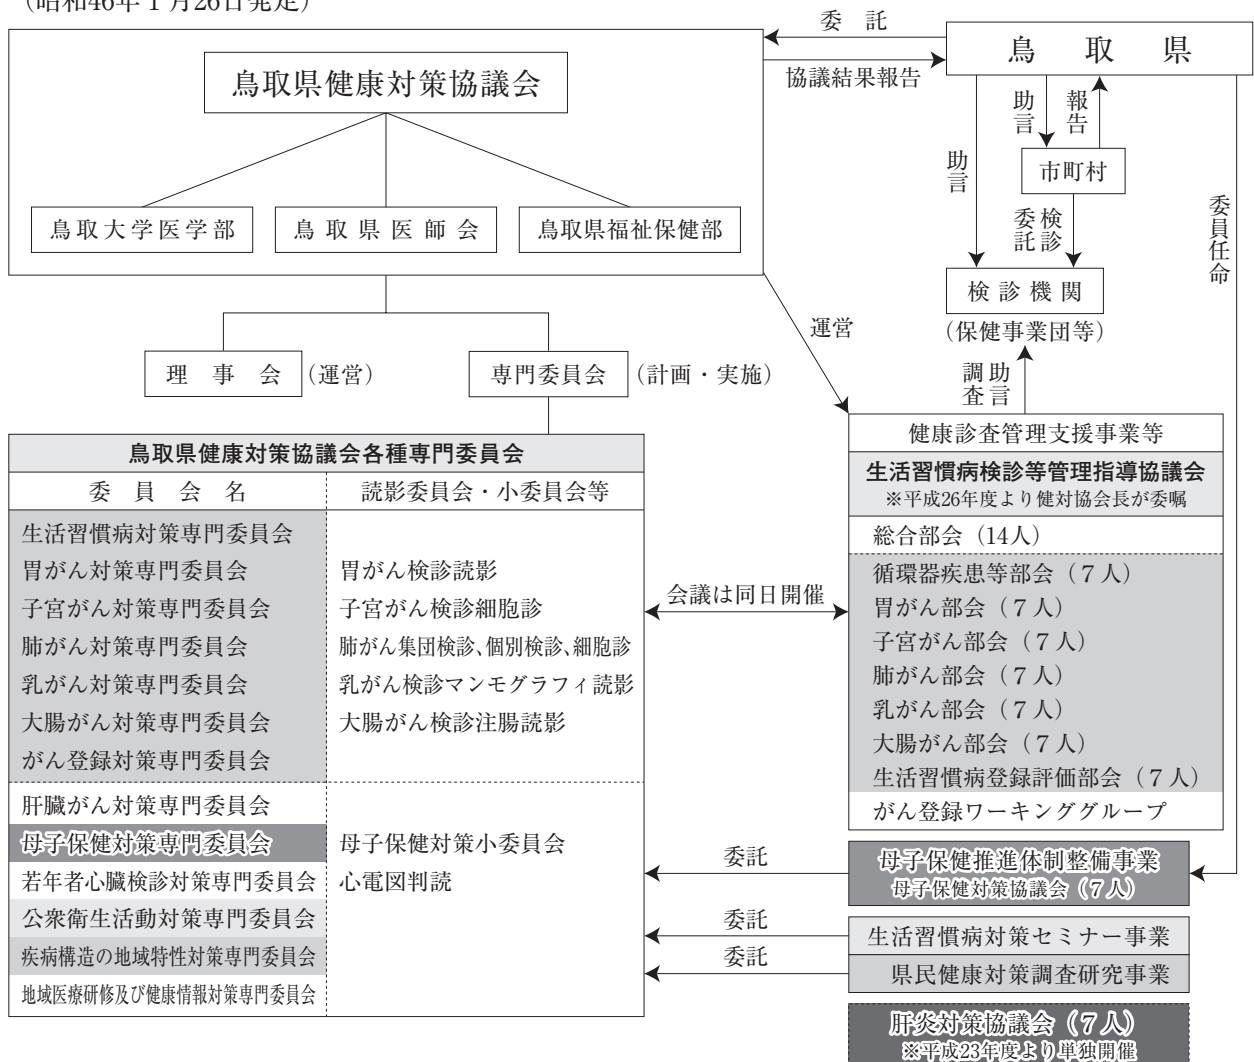 （昭和46年１月26日発足）
委　託
鳥　取　県
協議結果報告
鳥取県健康対策協議会
鳥取大学医学部
鳥取県医師会
鳥取県福祉保健部
助言
報告
助言
市町村
検診
委託
委員任命
検診機関
（保健事業団等）
運営
助言
調査
理　事　会
（運営）
専門委員会
（計画・実施）
鳥取県健康対策協議会各種専門委員会
委　員　会　名
読影委員会・小委員会等
生活習慣病対策専門委員会
胃がん対策専門委員会
胃がん検診読影
子宮がん対策専門委員会
子宮がん検診細胞診
肺がん対策専門委員会
肺がん集団検診、個別検診、細胞診
乳がん対策専門委員会
乳がん検診マンモグラフィ読影
大腸がん対策専門委員会
大腸がん検診注腸読影
がん登録対策専門委員会
肝臓がん対策専門委員会
母子保健対策専門委員会
母子保健対策小委員会
若年者心臓検診対策専門委員会
心電図判読
公衆衛生活動対策専門委員会
疾病構造の地域特性対策専門委員会
地域医療研修及び健康情報対策専門委員会
会議は同日開催
健康診査管理支援事業等
生活習慣病検診等管理指導協議会
※平成26年度より健対協会長が委嘱
総合部会（14人）
循環器疾患等部会（７人）
胃がん部会（７人）
子宮がん部会（７人）
肺がん部会（７人）
乳がん部会（７人）
大腸がん部会（７人）
生活習慣病登録評価部会（７人）
がん登録ワーキンググループ
委託
母子保健推進体制整備事業
母子保健対策協議会（７人）
委託
生活習慣病対策セミナー事業
委託
県民健康対策調査研究事業
肝炎対策協議会（７人）
※平成23年度より単独開催